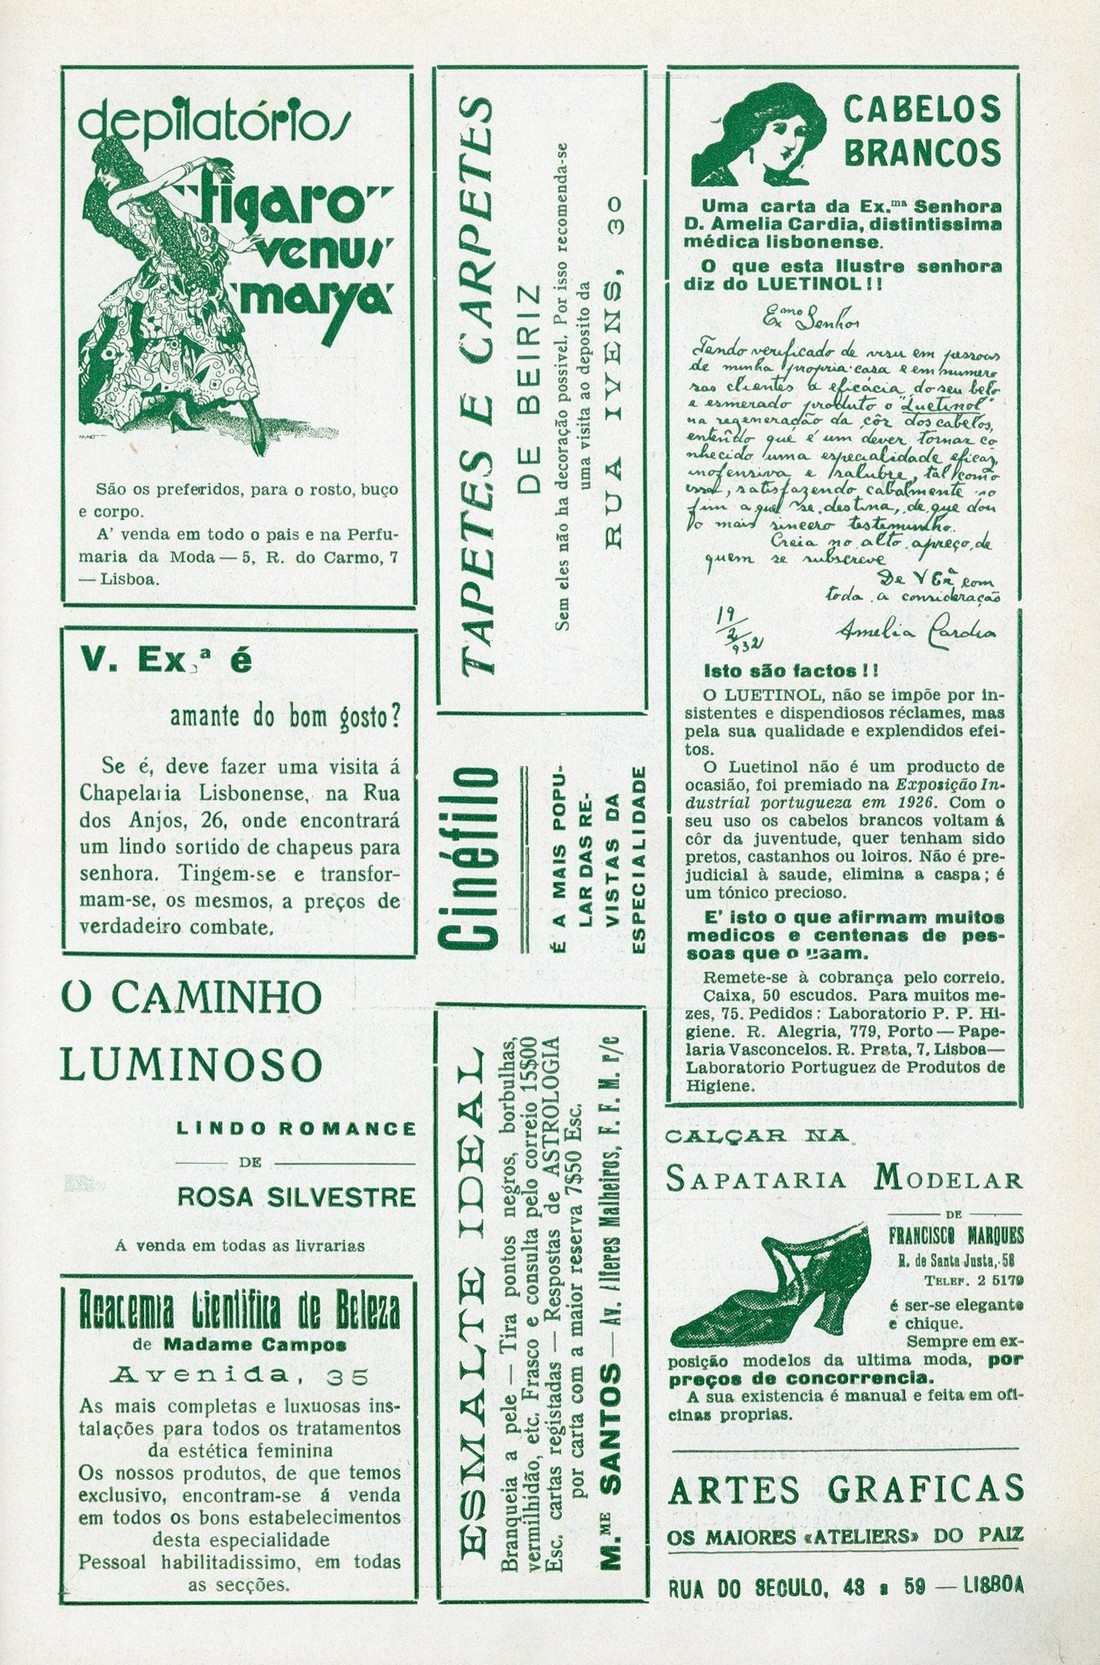 depilatórios
"figaro"
"venus"
"marya"
São os preferidos, para o rosto, buço
e corpo.
A' venda em todo o pais e na Perfu-
maria da Moda — 5, R. do Carmo, 7
— Lisboa.
V. Ex.ª é
amante do bom gosto?
Se é, deve fazer uma visita á
Chapelaria Lisbonense, na Rua
dos Anjos, 26, onde encontrará
um lindo sortido de chapeus para
senhora. Tingem-se e transfor-
mam-se, os mesmos, a preços de
verdadeiro combate.
O CAMINHO
LUMINOSO
LINDO ROMANCE
DE
ROSA SILVESTRE
Á venda em todas as livrarias
Academia Cientifica de Beleza
de Madame Campos
Avenida, 35
As mais completas e luxuosas ins-
talações para todos os tratamentos
da estética feminina
Os nossos produtos, de que temos
exclusivo, encontram-se á venda
em todos os bons estabelecimentos
desta especialidade
Pessoal habilitadissimo, em todas
as secções.
TAPETES E CARPETES
DE BEIRIZ
Sem eles não ha decoração possivel. Por isso recomenda-se
uma visita ao deposito da
RUA IVENS, 30
Cinéfilo
É A MAIS POPU-
LAR DAS RE-
VISTAS DA
ESPECIALIDADE
ESMALTE IDEAL
Branqueia a pele — Tira pontos negros, borbulhas,
vermilhidão, etc. Frasco e consulta pelo correio 15$00
Esc. cartas registadas — Respostas de ASTROLOGIA
por carta com a maior reserva 7$50 Esc.
M.ME SANTOS — Av. Alferes Malheiros, F. F. M. r/c
CABELOS
BRANCOS
Uma carta da Ex.ma Senhora
D. Amelia Cardia, distintissima
médica lisbonense.
O que esta ilustre senhora
diz do LUETINOL!!
Exmo Senhor
Tendo verificado de visu em pessoas
de minha propria casa e em numero
sas clientes a eficácia do seu belo
e esmerado produto o "Luetinol"
na regeneração da côr dos cabelos,
entendo que é um dever tornar co
nhecido uma especialidade eficaz,
inofensiva e salubre, tal como
essa, satisfazendo cabalmente ao
fim a que se destina, de que dou
o mais sincero testemunho.
Creia no alto apreço de
quem se subscreve
De V Exª com
toda a consideração
19
2
932
Amelia Cardia
Isto são factos!!
O LUETINOL, não se impõe por in-
sistentes e dispendiosos réclames, mas
pela sua qualidade e explendidos efei-
tos.
O Luetinol não é um producto de
ocasião, foi premiado na Exposição In-
dustrial portugueza em 1926. Com o
seu uso os cabelos brancos voltam á
côr da juventude, quer tenham sido
pretos, castanhos ou loiros. Não é pre-
judicial à saude, elimina a caspa; é
um tónico precioso.
E' isto o que afirmam muitos
medicos e centenas de pes-
soas que o usam.
Remete-se à cobrança pelo correio.
Caixa, 50 escudos. Para muitos me-
zes, 75. Pedidos: Laboratorio P. P. Hi-
giene. R. Alegria, 779, Porto — Pape-
laria Vasconcelos. R. Prata, 7, Lisboa—
Laboratorio Portuguez de Produtos de
Higiene.
CALÇAR NA
SAPATARIA MODELAR
DE
FRANCISCO MARQUES
R. de Santa Justa, 58
TELEF. 2 5179
é ser-se elegante
e chique.
Sempre em ex-
posição modelos da ultima moda, por
preços de concorrencia.
A sua existencia é manual e feita em ofi-
cinas proprias.
ARTES GRAFICAS
OS MAIORES «ATELIERS» DO PAIZ
RUA DO SECULO, 43 a 59 — LISBOA